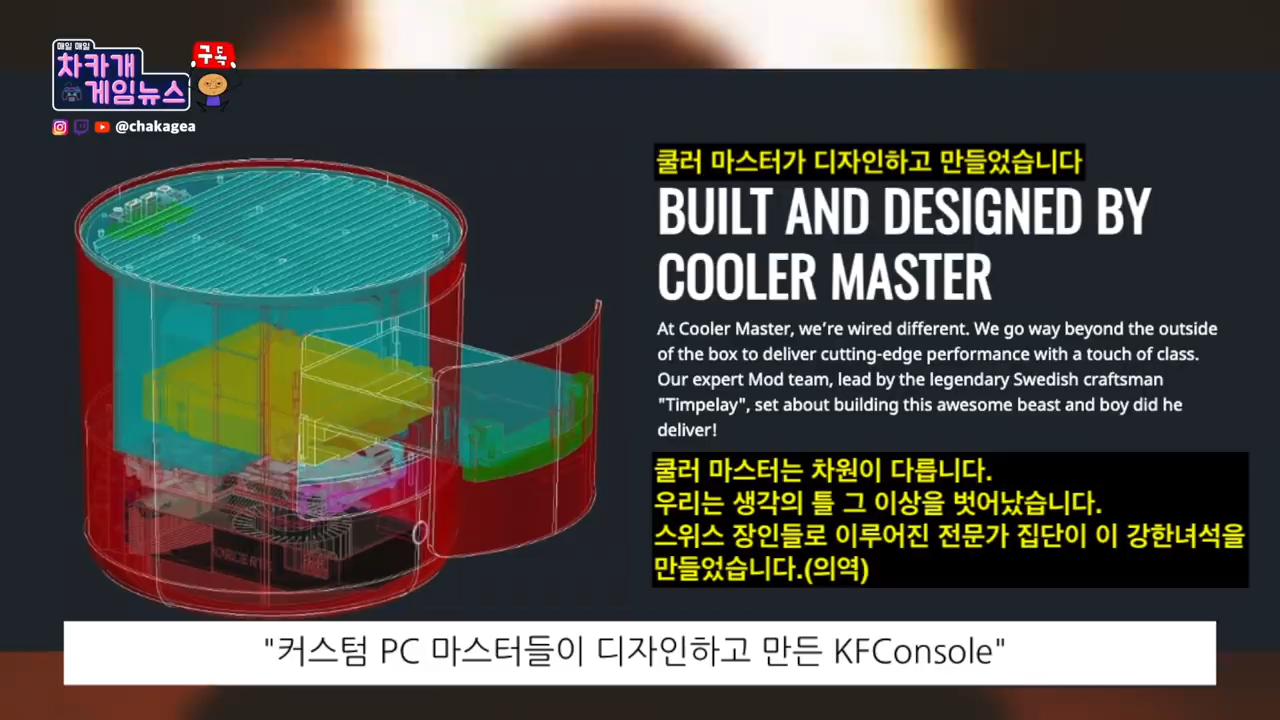 매일 매일
차카개
게임뉴스
구독
@chakagea
쿨러 마스터가 디자인하고 만들었습니다
BUILT AND DESIGNED BY
COOLER MASTER
At Cooler Master, we're wired different. We go way beyond the outside
of the box to deliver cutting-edge performance with a touch of class.
Our expert Mod team, lead by the legendary Swedish craftsman
"Timpelay", set about building this awesome beast and boy did he
deliver!
쿨러 마스터는 차원이 다릅니다.
우리는 생각의 틀 그 이상을 벗어났습니다.
스위스 장인들로 이루어진 전문가 집단이 이 강한녀석을
만들었습니다.(의역)
"커스텀 PC 마스터들이 디자인하고 만든 KFConsole"